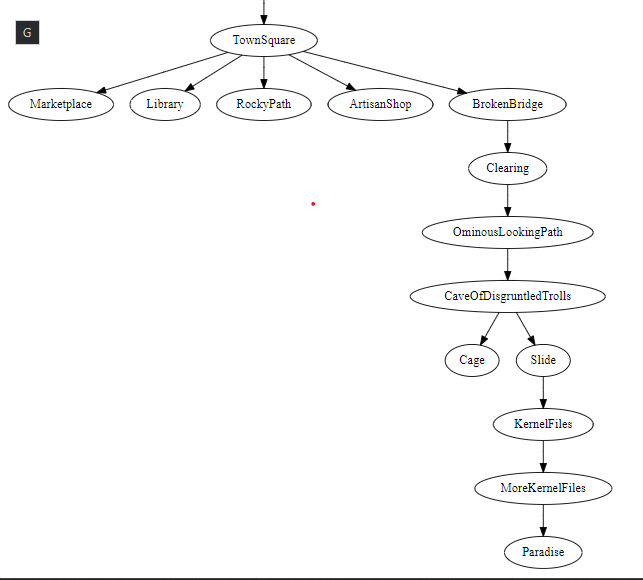 G
TownSquare
Marketplace Library RockyPath ArtisanShop BrokenBridge
Clearing
OminousLookingPath
CaveOfDisgruntledTrolls
Cage Slide
KernelFiles
MoreKernelFiles
Paradise